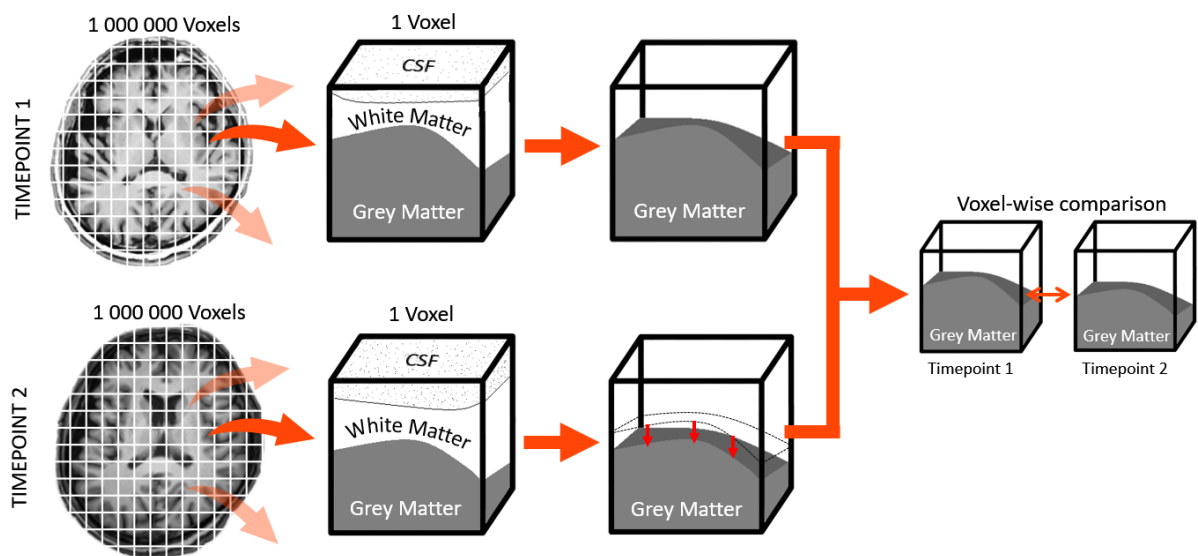 1 000 000 Voxels
1 Voxel
TIMEPOINT 1
CSF
White Matter
Grey Matter
Grey Matter
Voxel-wise comparison
Grey Matter
Grey Matter
Timepoint 1
Timepoint 2
1 000 000 Voxels
1 Voxel
TIMEPOINT 2
CSF
White Matter
Grey Matter
Grey Matter